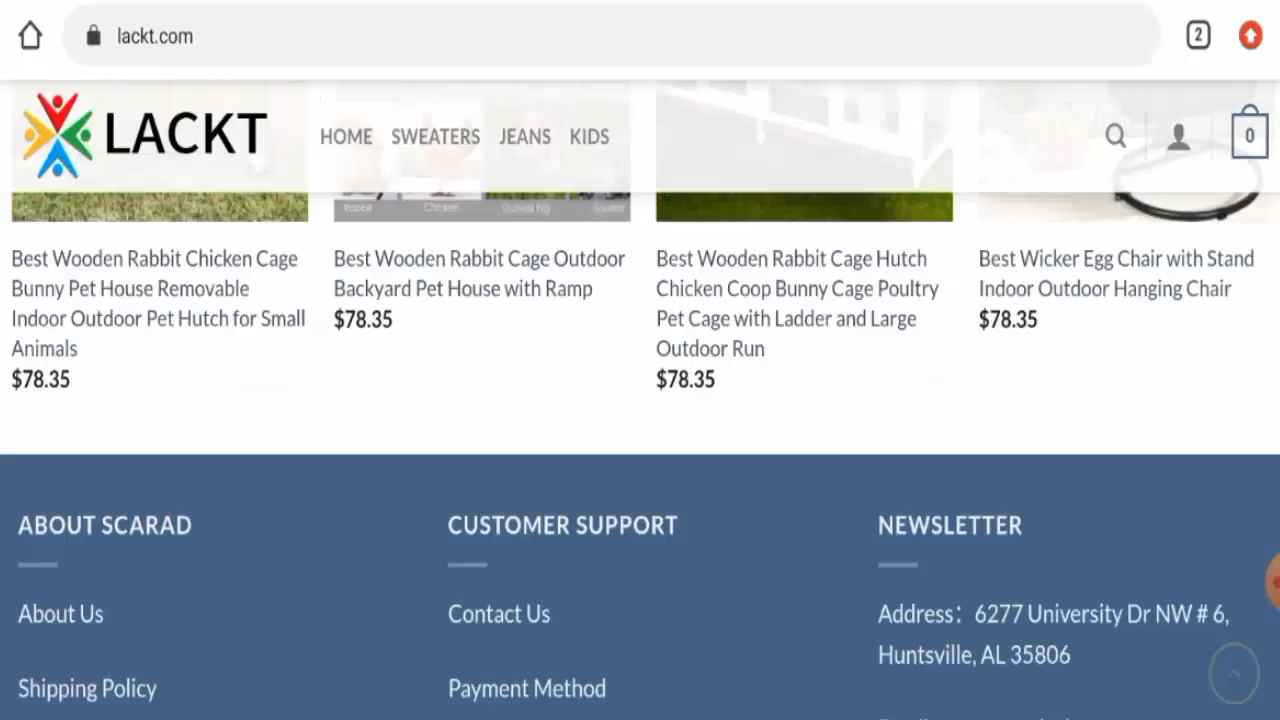 lackt.com
2
LACKT
HOME SWEATERS JEANS KIDS
0
Rabbit Chicken Guinea Pig
Best Wooden Rabbit Chicken Cage
Bunny Pet House Removable
Indoor Outdoor Pet Hutch for Small
Animals
$78.35
Best Wooden Rabbit Cage Outdoor
Backyard Pet House with Ramp
$78.35
Best Wooden Rabbit Cage Hutch
Chicken Coop Bunny Cage Poultry
Pet Cage with Ladder and Large
Outdoor Run
$78.35
Best Wicker Egg Chair with Stand
Indoor Outdoor Hanging Chair
$78.35
ABOUT SCARAD
About Us
Shipping Policy
CUSTOMER SUPPORT
Contact Us
Payment Method
NEWSLETTER
Address：6277 University Dr NW # 6,
Huntsville, AL 35806